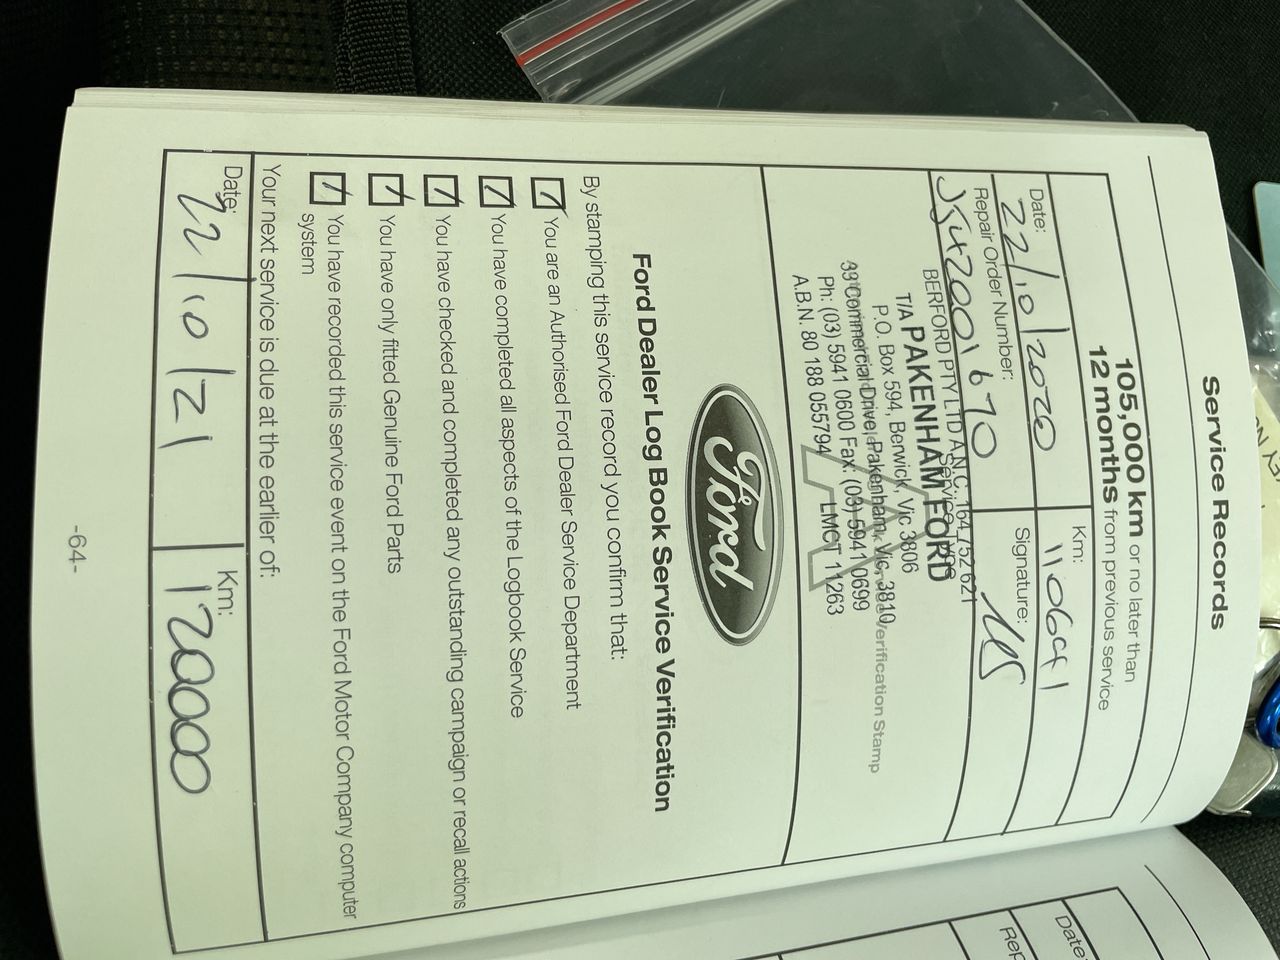 Service Records
105,000 km or no later than
12 months from previous service
Date:
22/10/2020
Km:
Repair Order Number:
Signature:
BERFORD PTY LTD A.N.C. 164 752 621
T/A PAKENHAM FORD
P.O. Box 594, Berwick, Vic 3806
39 Commercial Drive, Pakenham, Vic, 3810
Ph: (03) 5941 0600 Fax: (03) 5941 0699
A.B.N. 80 188 055794 LMCT 11263
Verification Stamp
Ford
Ford Dealer Log Book Service Verification
By stamping this service record you confirm that:
You are an Authorised Ford Dealer Service Department
You have completed all aspects of the Logbook Service
You have checked and completed any outstanding campaign or recall actions
You have only fitted Genuine Ford Parts
You have recorded this service event on the Ford Motor Company computer
system
Your next service is due at the earlier of:
Date: 22/10/21
Km: 120000
-64-
Date:
Rep